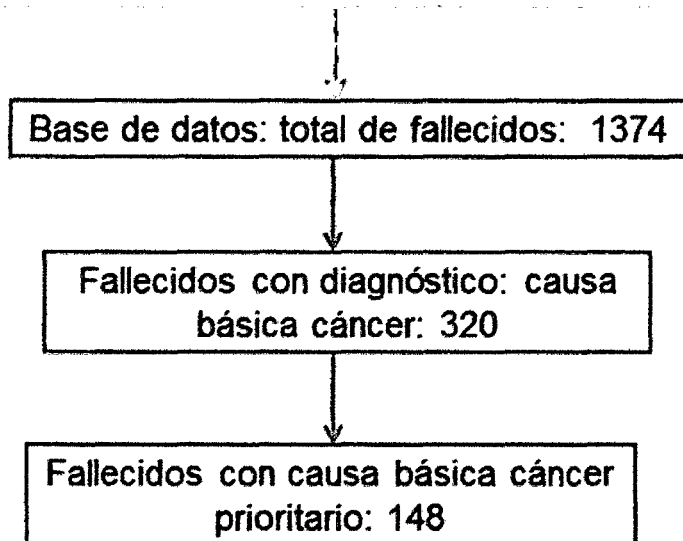 Base de datos: total de fallecidos: 1374
Fallecidos con diagnóstico: causa
básica cáncer: 320
Fallecidos con causa básica cáncer
prioritario: 148